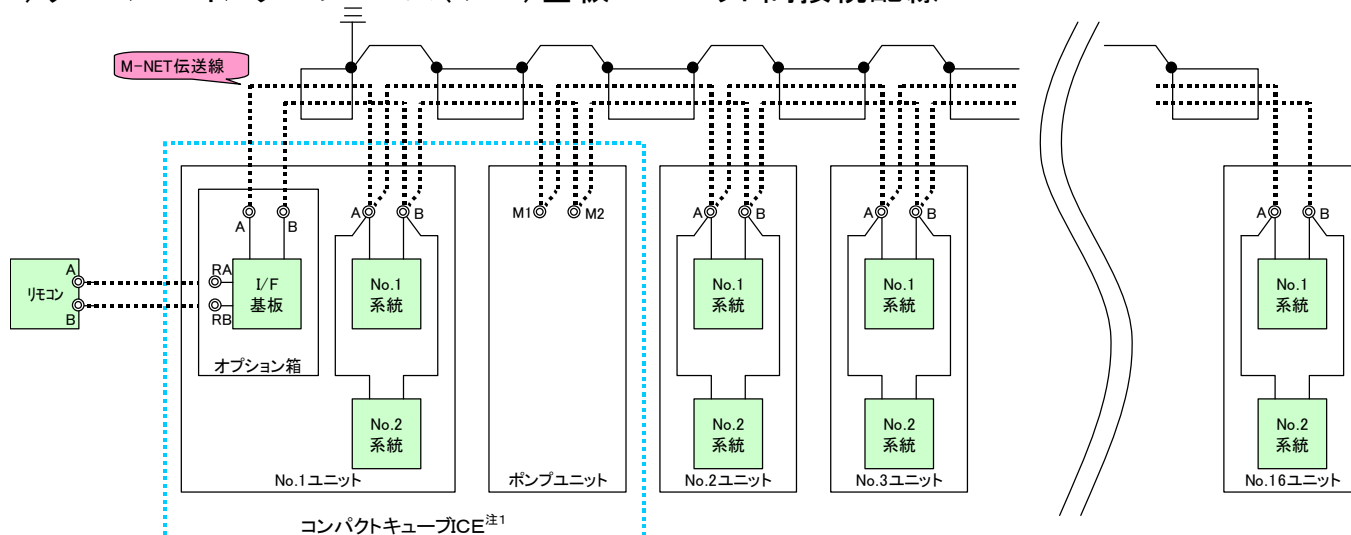 M-NET伝送線
A
B
A
B
M1
M2
A
B
A
B
A
B
リモコン
A
B
RA
RB
I/F
基板
オプション箱
No.1
系統
No.2
系統
No.1
系統
No.2
系統
No.1
系統
No.2
系統
No.1
系統
No.2
系統
No.1ユニット
ポンプユニット
No.2ユニット
No.3ユニット
No.16ユニット
コンパクトキューブICE注1